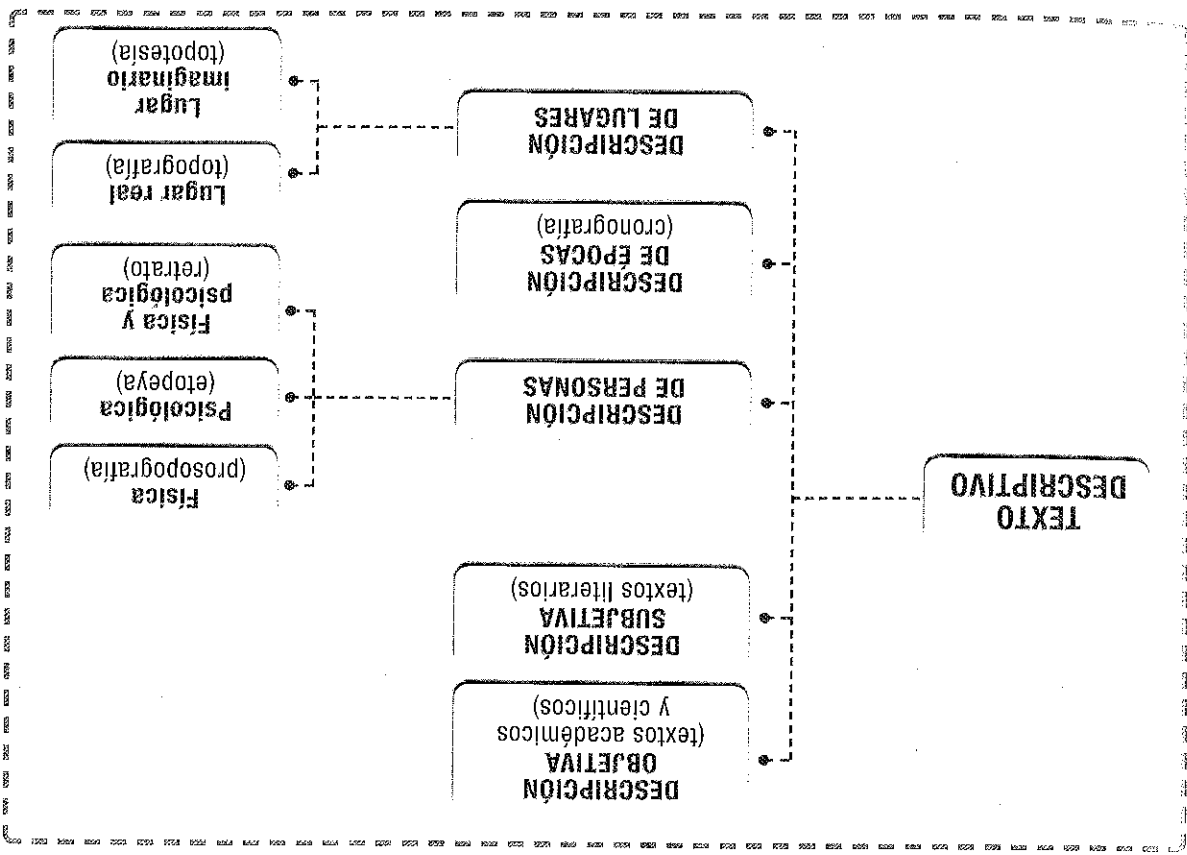 TEXTO
DESCRIPTIVO
DESCRIPCIÓN
OBJETIVA
(textos académicos
y científicos)
DESCRIPCIÓN
SUBJETIVA
(textos literarios)
DESCRIPCIÓN
DE PERSONAS
Física
(prosopografía)
Psicológica
(etopeya)
Física y
psicológica
(retrato)
DESCRIPCIÓN
DE ÉPOCAS
(cronografía)
DESCRIPCIÓN
DE LUGARES
Lugar real
(topografía)
Lugar
imaginario
(topotesía)